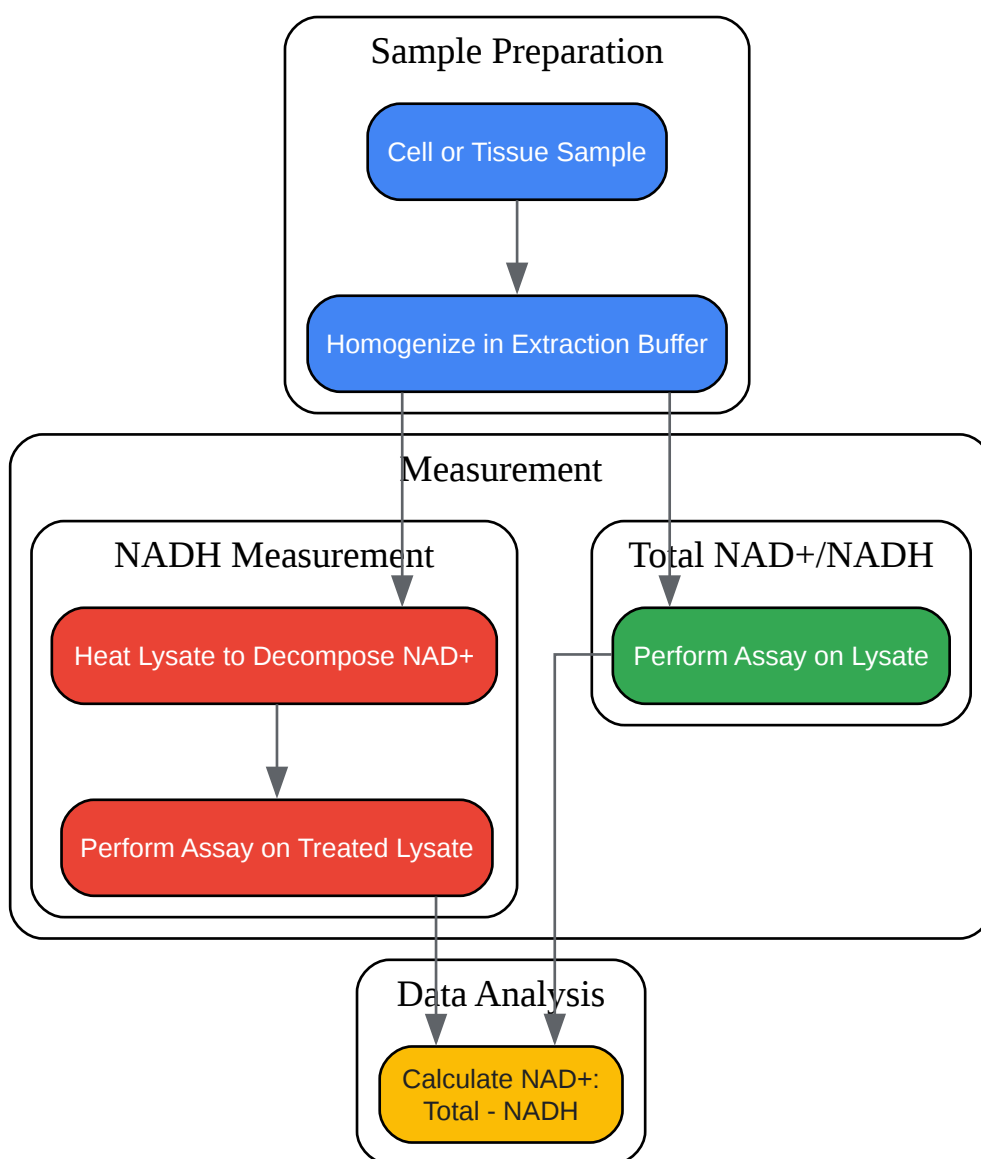 Sample Preparation
Cell or Tissue Sample
Homogenize in Extraction Buffer
Measurement
NADH Measurement
Total NAD+/NADH
Heat Lysate to Decompose NAD+
Perform Assay on Lysate
Perform Assay on Treated Lysate
Data Analysis
Calculate NAD+:
Total - NADH